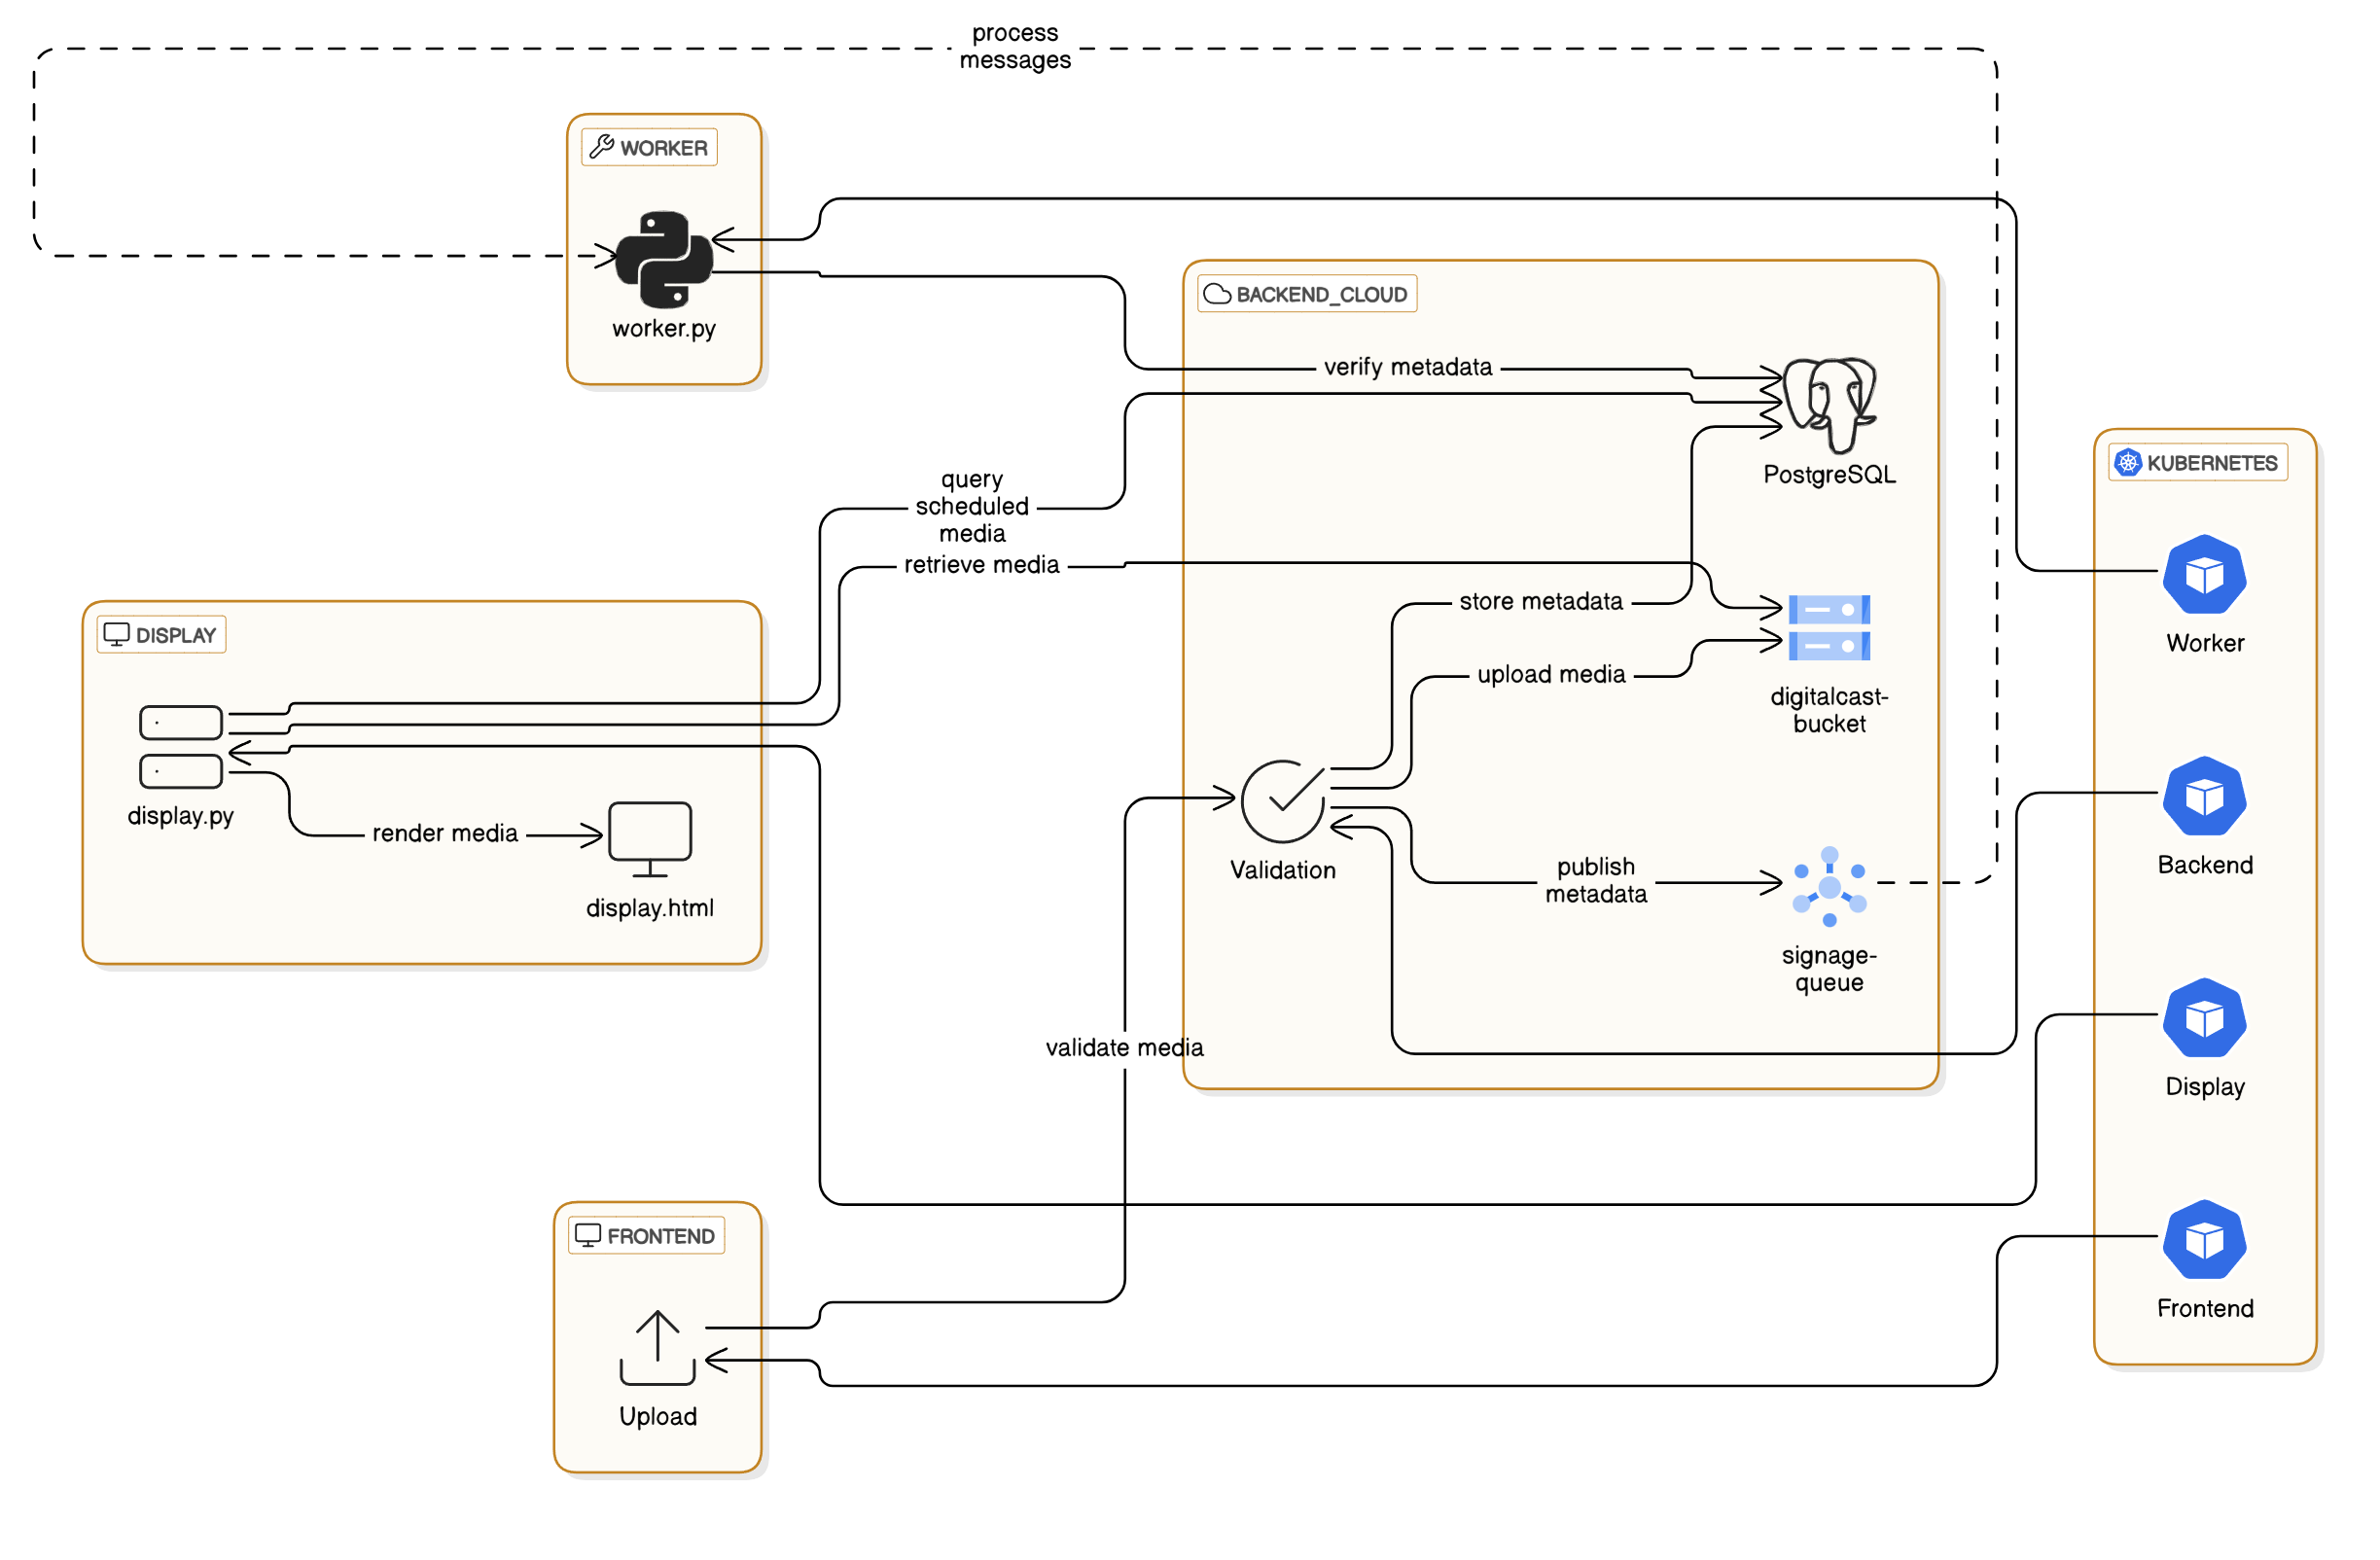 process
messages
WORKER
worker.py
BACKEND_CLOUD
verify metadata
PostgreSQL
KUBERNETES
query
scheduled
media
retrieve media
store metadata
upload media
digitalcast-
bucket
Worker
DISPLAY
display.py
render media
display.html
Validation
publish
metadata
signage-
queue
Backend
validate media
Display
FRONTEND
Upload
Frontend